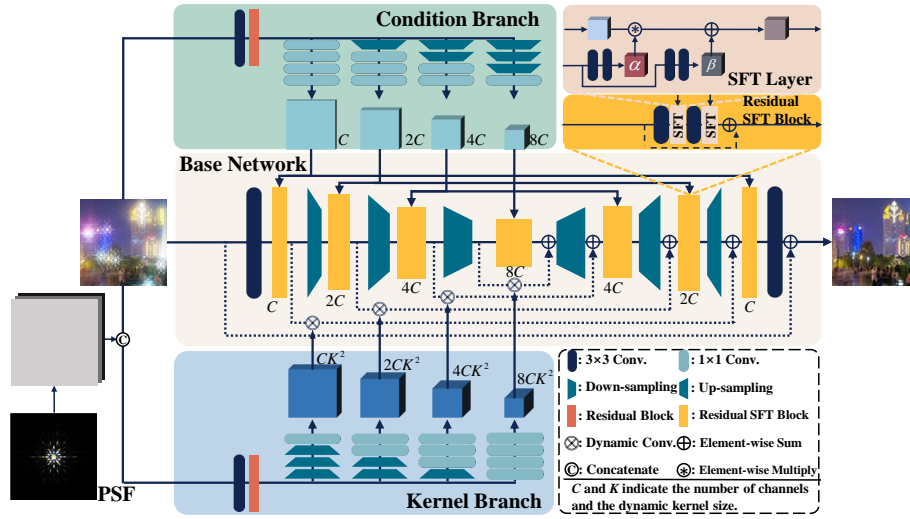 Condition Branch
C
2C
4C
8C
α
β
SFT Layer
Residual
SFT Block
SFT
SFT
Base Network
C
2C
4C
8C
4C
2C
C
C
CK²
2CK²
4CK²
8CK²
PSF
Kernel Branch
: 3×3 Conv.
: 1×1 Conv.
: Down-sampling
: Up-sampling
: Residual Block
: Residual SFT Block
: Dynamic Conv.
: Element-wise Sum
C : Concatenate
: Element-wise Multiply
C and K indicate the number of channels
and the dynamic kernel size.